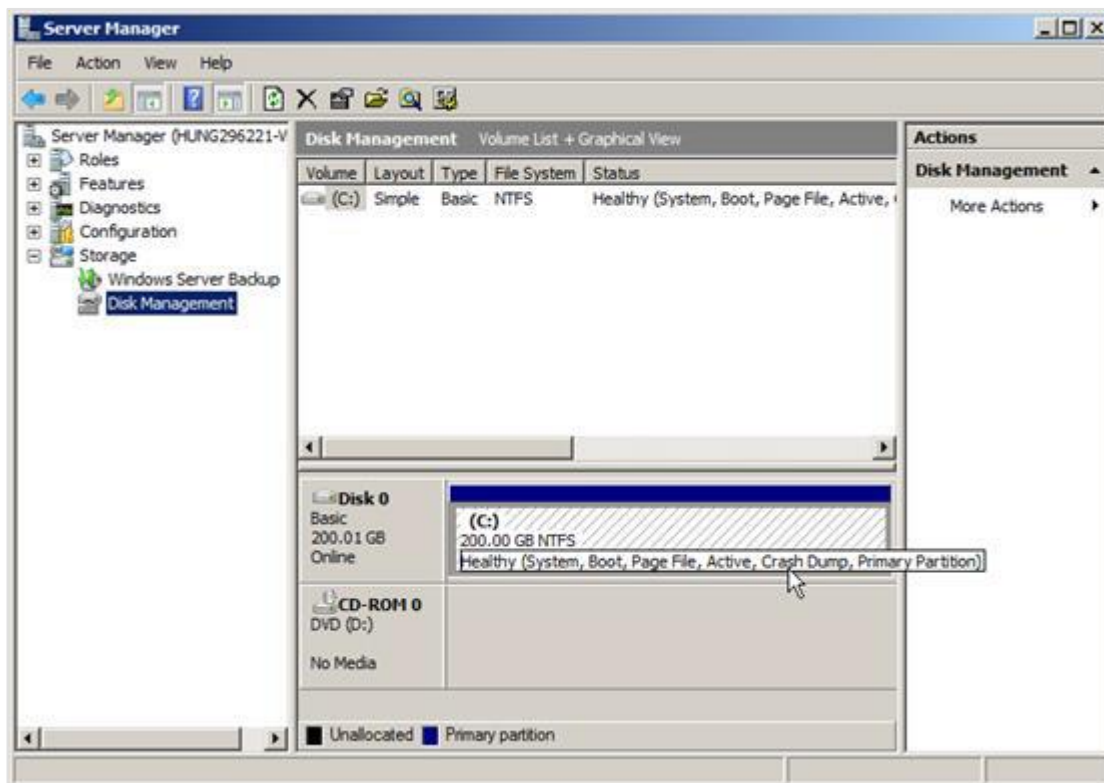 Server Manager
File Action View Help
Server Manager (HUNG296221-V
Roles
Features
Diagnostics
Configuration
Storage
Windows Server Backup
Disk Management
Disk Management Volume List + Graphical View
Volume Layout Type File System Status
(C:) Simple Basic NTFS Healthy (System, Boot, Page File, Active,
Disk 0
Basic
200.01 GB
Online
(C:)
200.00 GB NTFS
Healthy (System, Boot, Page File, Active, Crash Dump, Primary Partition)
CD-ROM 0
DVD (D:)
No Media
Unallocated Primary partition
Actions
Disk Management
More Actions